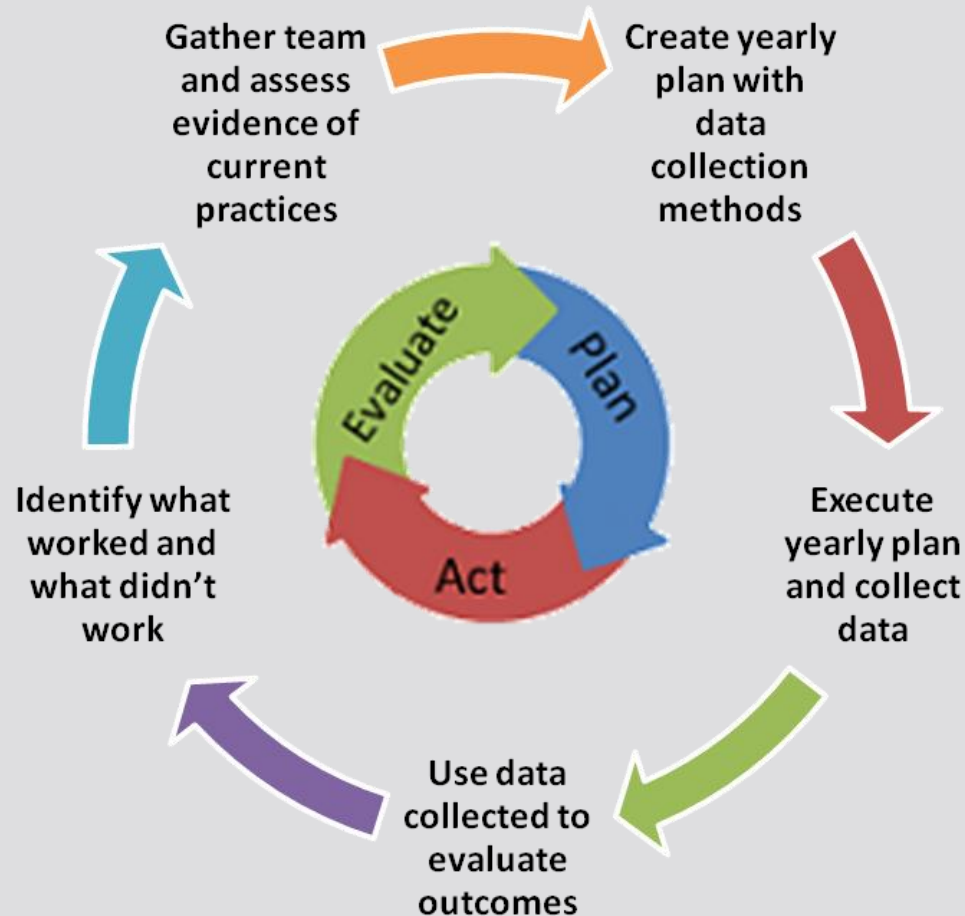 Gather team
and assess
evidence of
current
practices
Create yearly
plan with
data
collection
methods
Execute
yearly plan
and collect
data
Use data
collected to
evaluate
outcomes
Identify what
worked and
what didn’t
work
Evaluate
Plan
Act